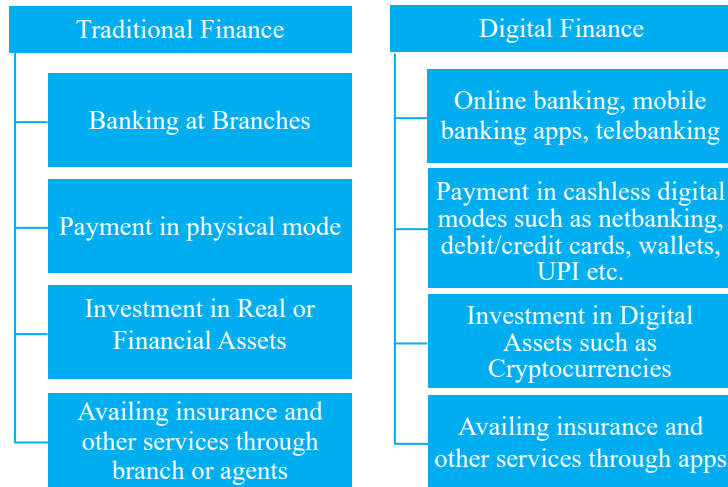 Traditional Finance
Banking at Branches
Payment in physical mode
Investment in Real or
Financial Assets
Availing insurance and
other services through
branch or agents
Digital Finance
Online banking, mobile
banking apps, telebanking
Payment in cashless digital
modes such as netbanking,
debit/credit cards, wallets,
UPI etc.
Investment in Digital
Assets such as
Cryptocurrencies
Availing insurance and
other services through apps